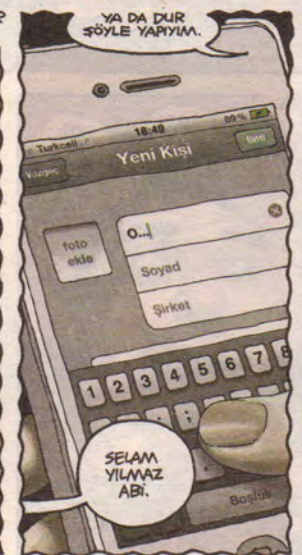 YA DA DUR
ŞÖYLE YAPIYIM.
Turkcell
18:49
89%
Vazgeç
Yeni Kişi
Bitti
foto
ekle
O...
Soyad
Şirket
1 2 3 4 5 6 7 8
SELAM
YILMAZ
ABİ.
Boşluk